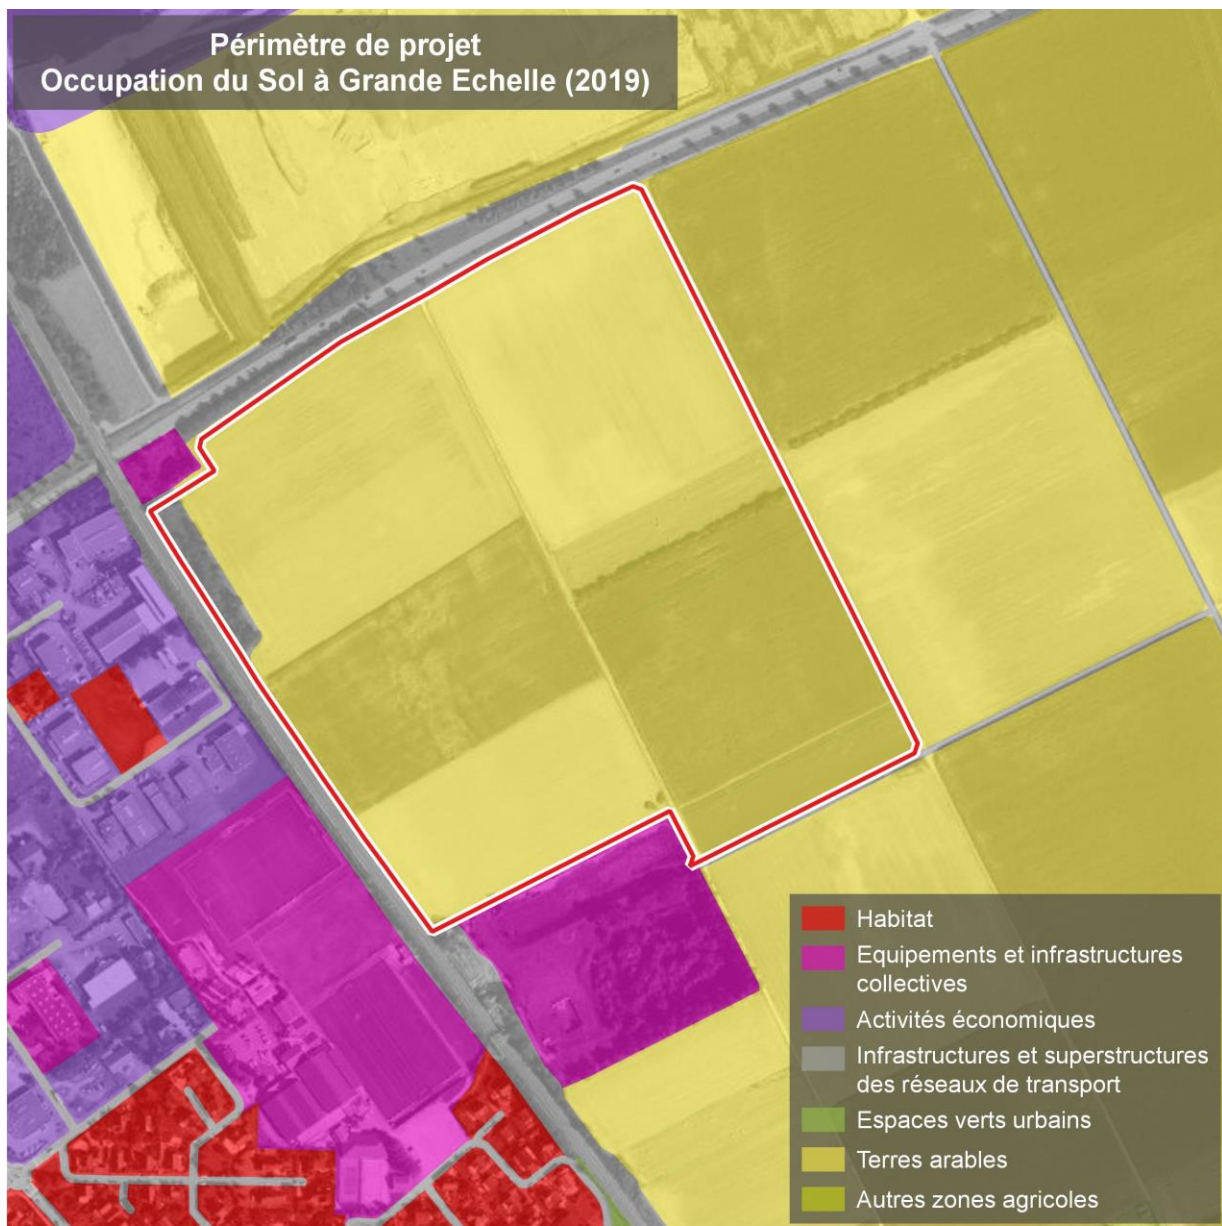 Périmètre de projet
Occupation du Sol à Grande Echelle (2019)
Habitat
Equipements et infrastructures
collectives
Activités économiques
Infrastructures et superstructures
des réseaux de transport
Espaces verts urbains
Terres arables
Autres zones agricoles